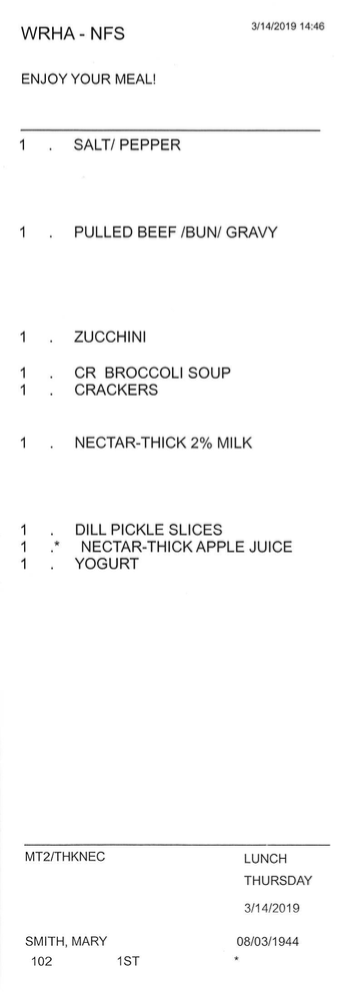 WRHA - NFS 3/14/2019 14:46
ENJOY YOUR MEAL!
1 . SALT/ PEPPER
1 . PULLED BEEF /BUN/ GRAVY
1 . ZUCCHINI
1 . CR BROCCOLI SOUP
1 . CRACKERS
1 . NECTAR-THICK 2% MILK
1 . DILL PICKLE SLICES
1 .* NECTAR-THICK APPLE JUICE
1 . YOGURT
MT2/THKNEC LUNCH
THURSDAY
3/14/2019
SMITH, MARY 08/03/1944
102 1ST *